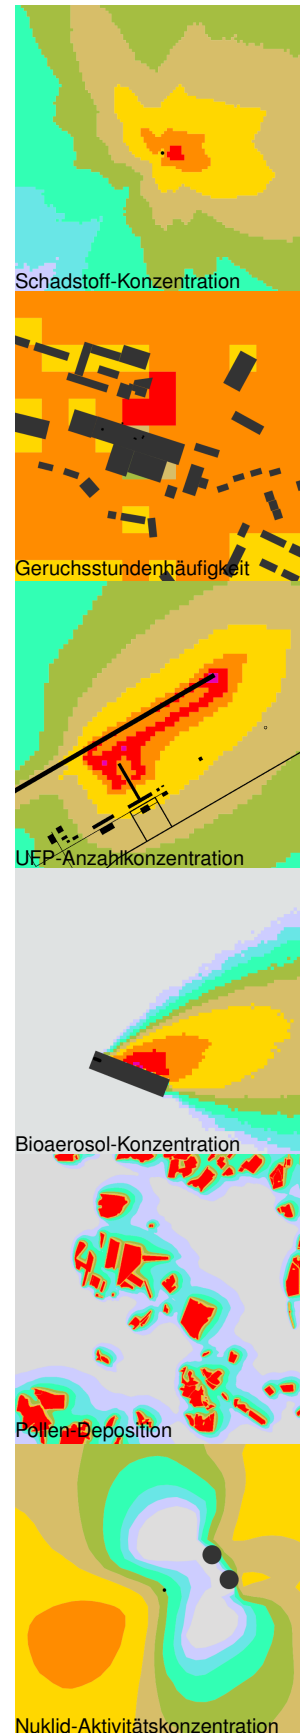 Schadstoff-Konzentration
Geruchsstundenhäufigkeit
UFP-Anzahlkonzentration
Bioaerosol-Konzentration
Pollen-Deposition
Nuklid-Aktivitätskonzentration